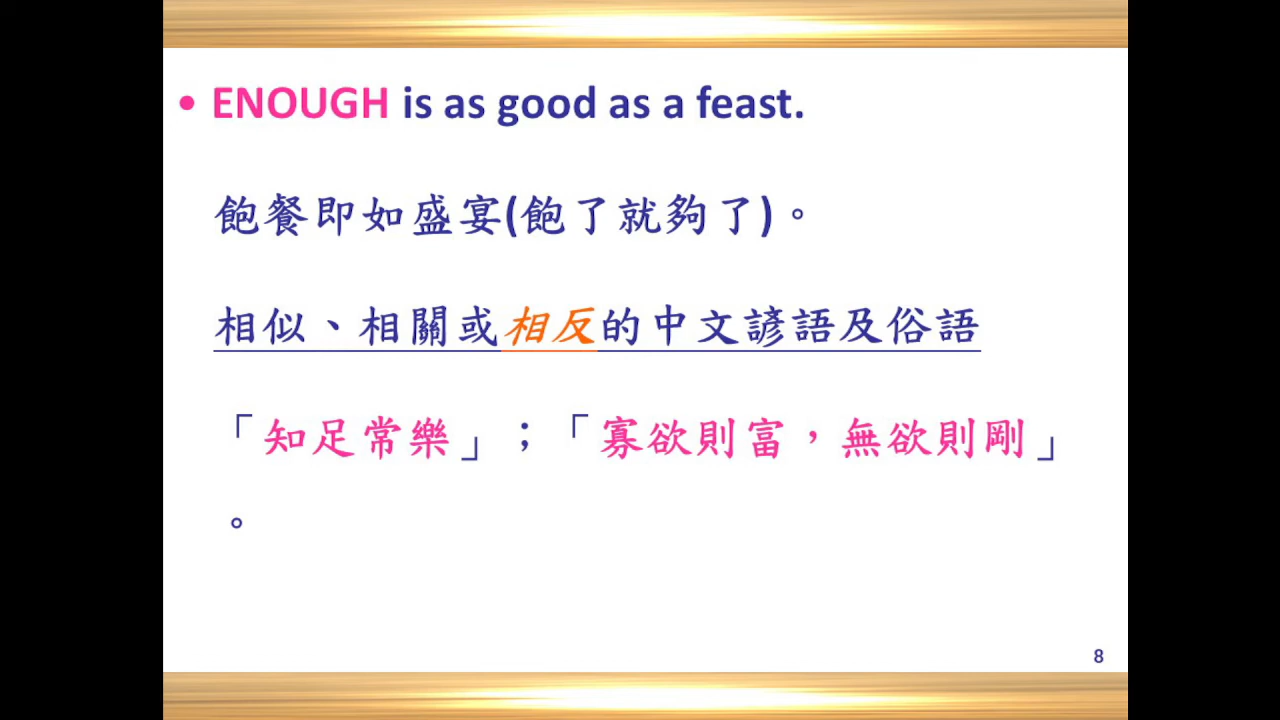 • ENOUGH is as good as a feast.
飽餐即如盛宴(飽了就夠了)。
相似、相關或相反的中文諺語及俗語
「知足常樂」；「寡欲則富，無欲則剛」
。
8